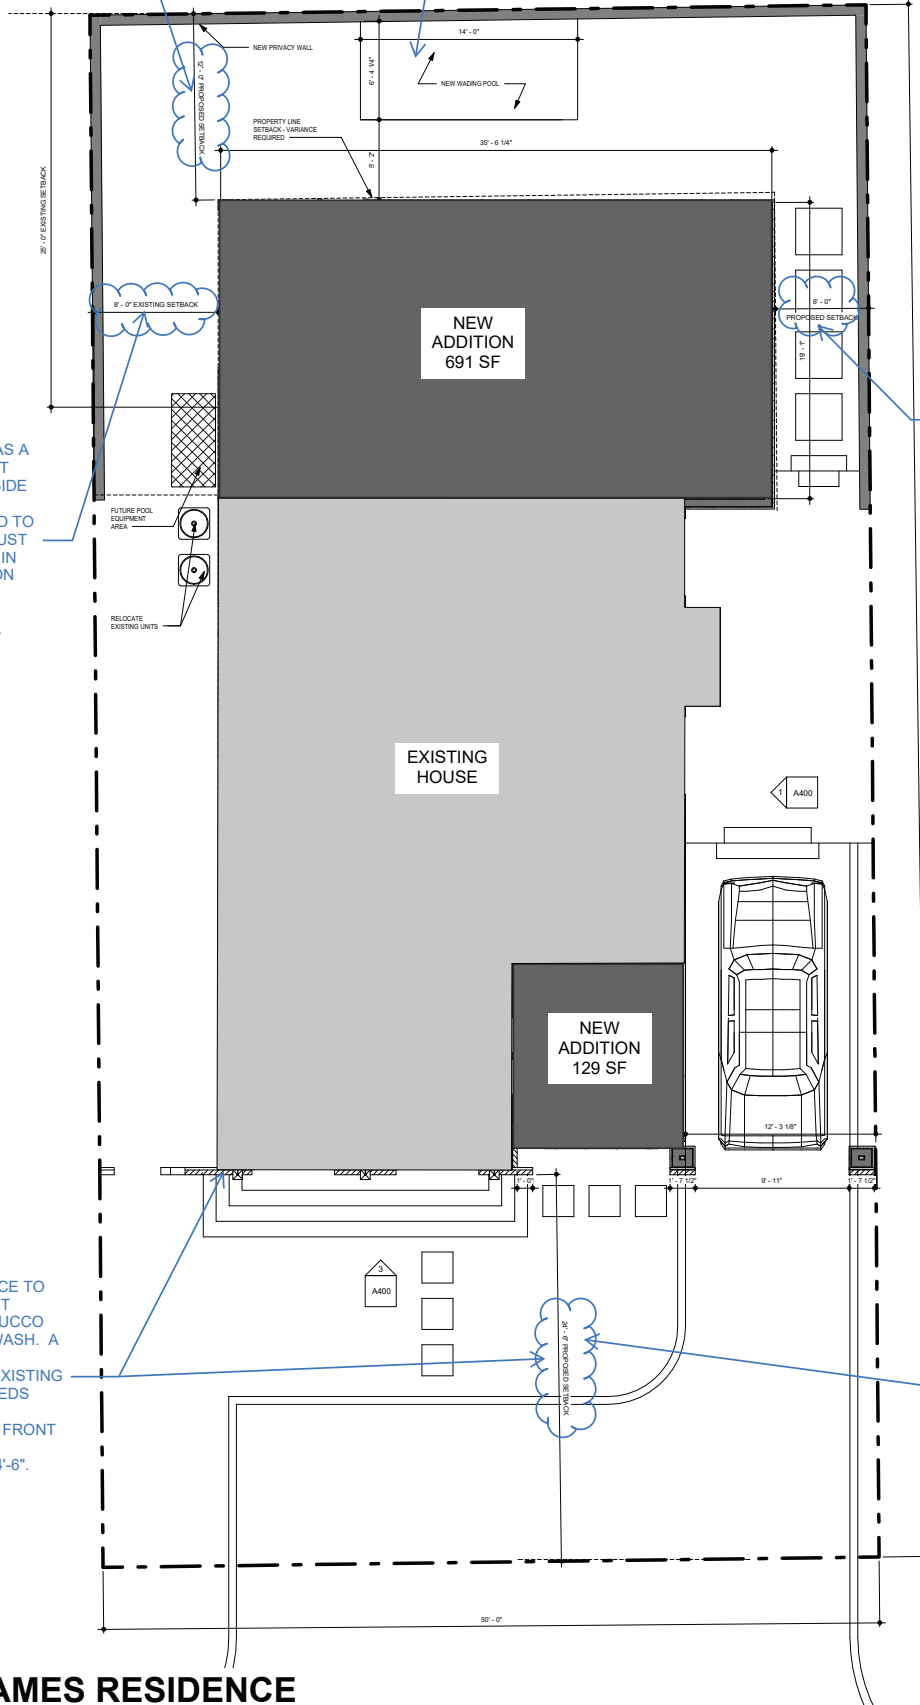 14' - 0"
NEW PRIVACY WALL
6' - 4 1/4"
NEW WADING POOL
12' - 0" PROPOSED SETBACK
PROPERTY LINE
SETBACK - VARIANCE
REQUIRED
35' - 6 1/4"
5' - 2"
25' - 0" EXISTING SETBACK
8' - 0" EXISTING SETBACK
6' - 0"
PROPOSED SETBACK
NEW
ADDITION
691 SF
19' - 1"
AS A
T
SIDE
D TO
UST
IN
ON
FUTURE POOL
EQUIPMENT
AREA
RELOCATE
EXISTING UNITS
EXISTING
HOUSE
1
A400
NEW
ADDITION
129 SF
12' - 3 1/8"
1' - 0"
1' - 7 1/2"
9' - 11"
1' - 7 1/2"
3
A400
CE TO
T
UCCO
WASH. A
EXISTING
EDS
FRONT
4'-6".
24' - 6" PROPOSED SETBACK
50' - 0"
AMES RESIDENCE